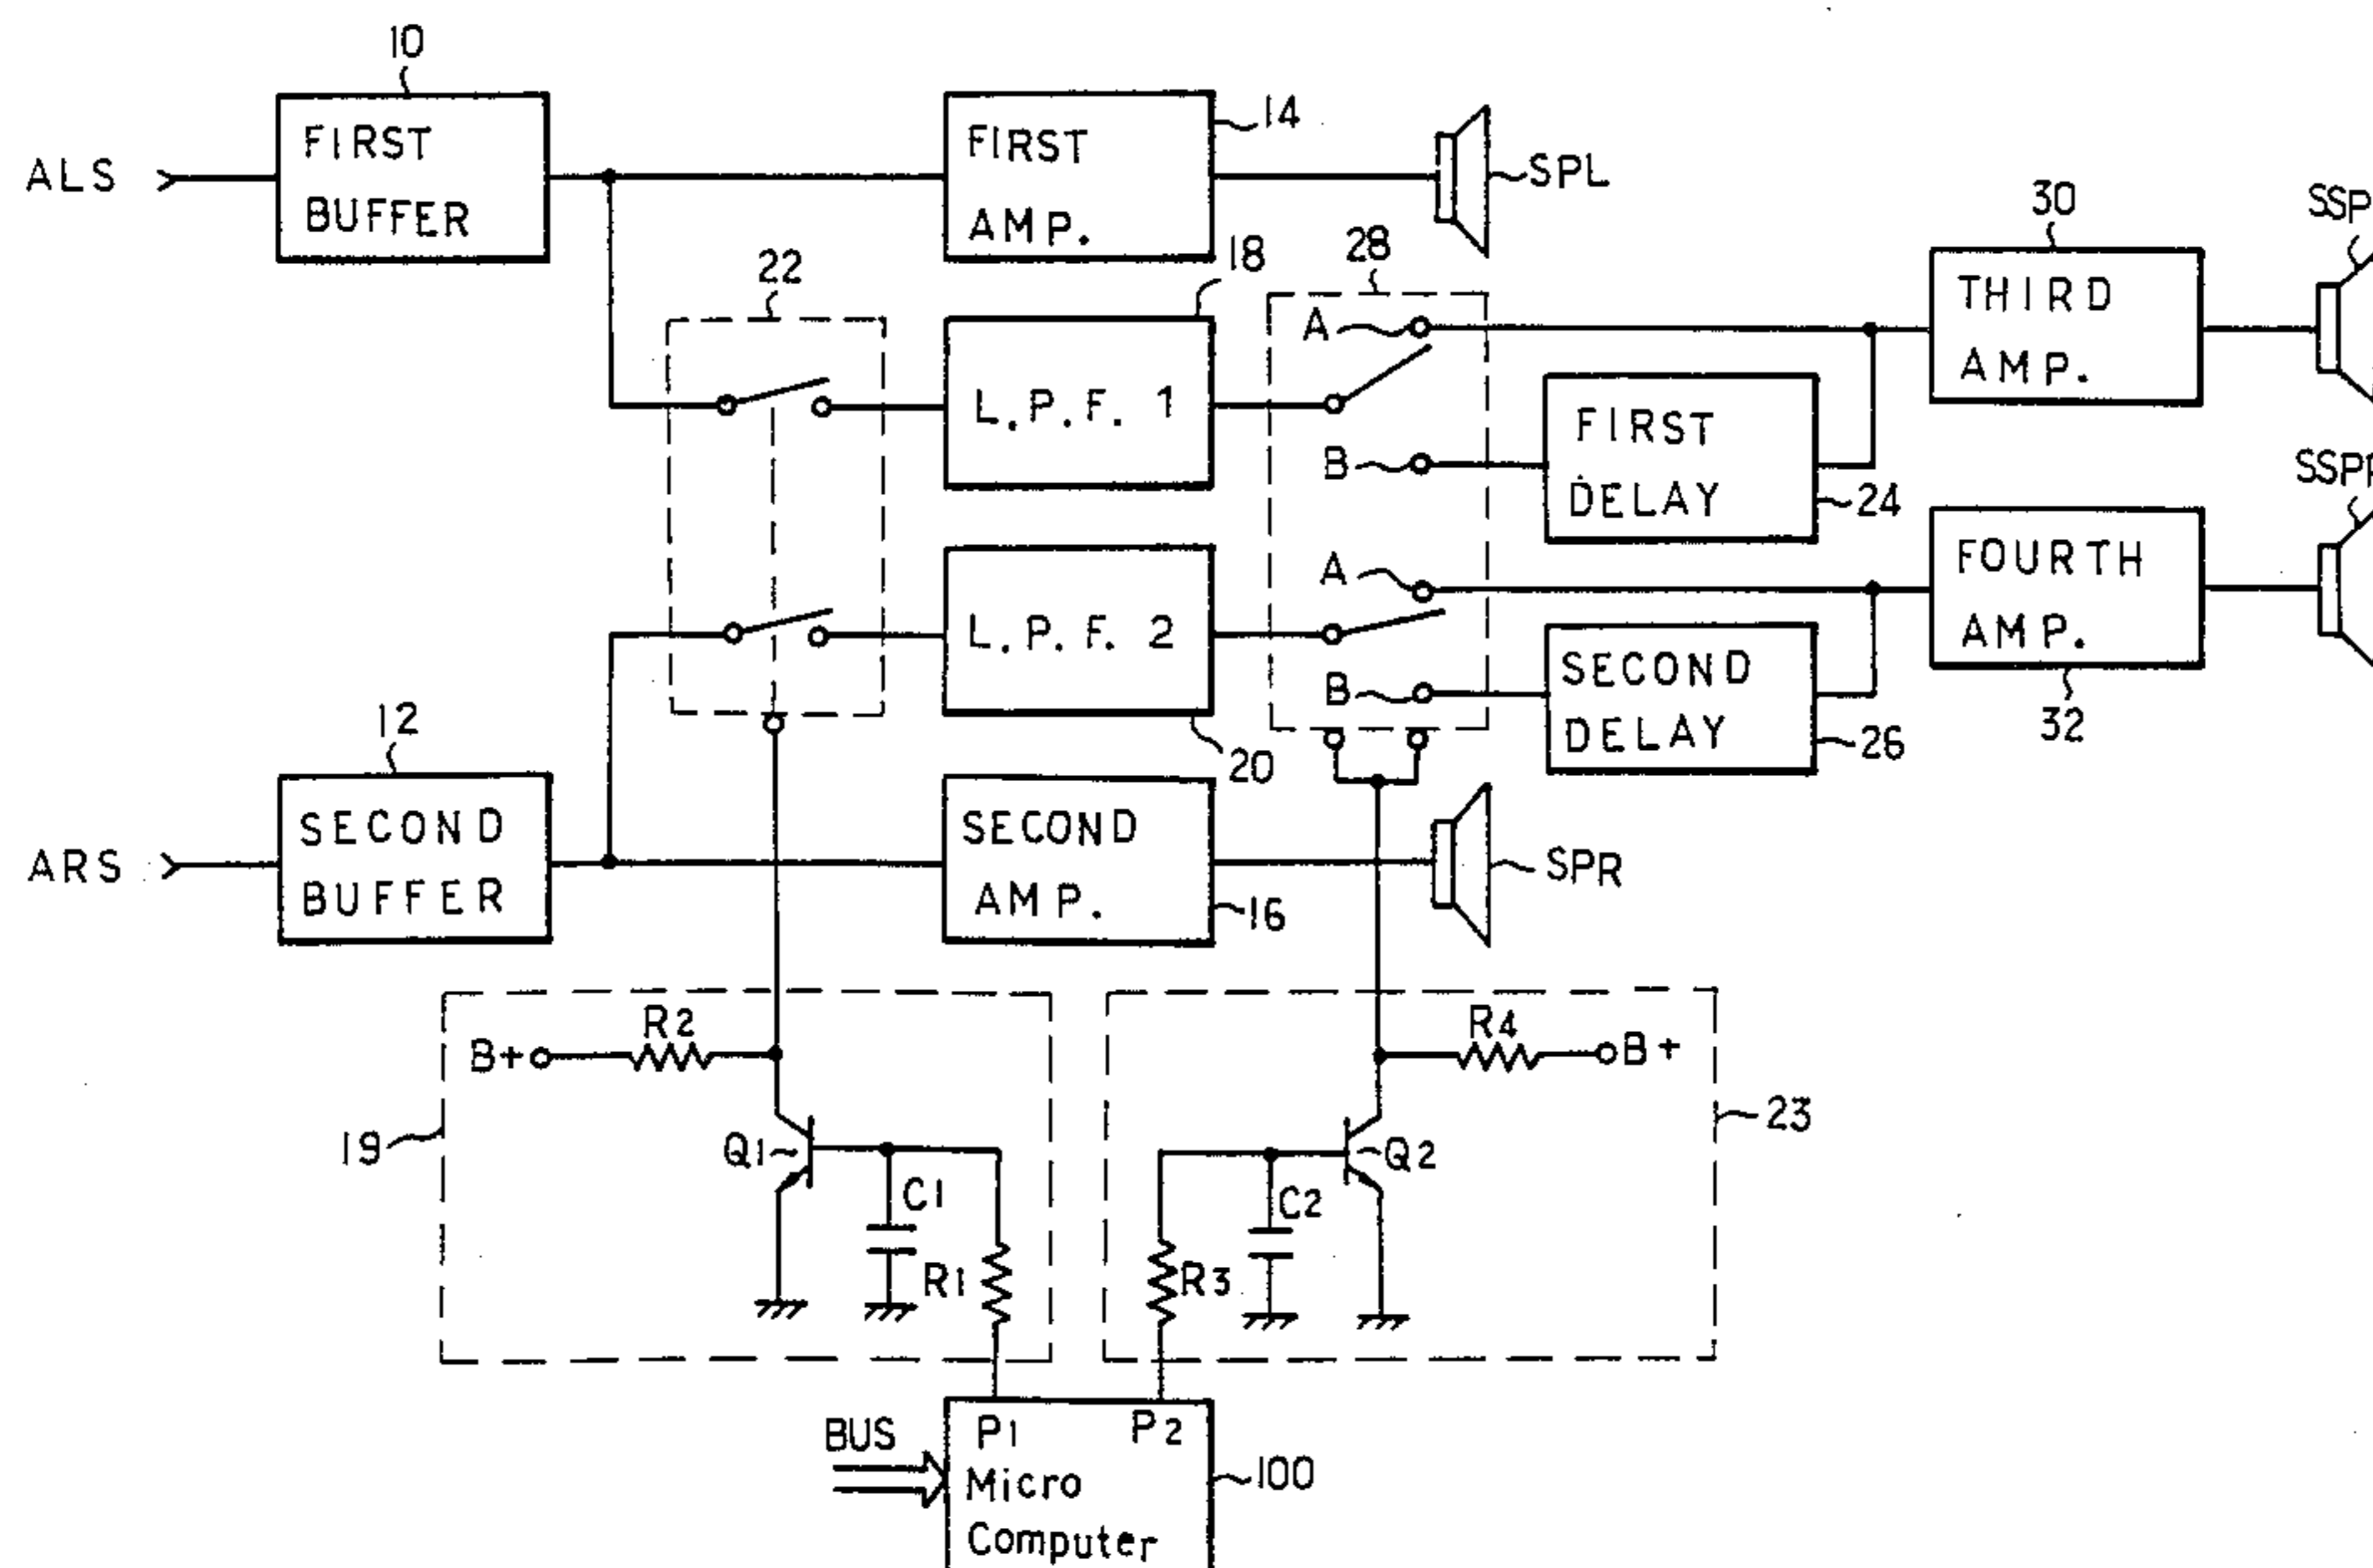 10
FIRST
BUFFER
ALS
FIRST
AMP.
14
SPL
22
18
28
30
SSP
THIRD
AMP.
A
L.P.F. 1
B
FIRST
DELAY
24
SSPR
FOURTH
AMP.
32
A
L.P.F. 2
B
SECOND
DELAY
26
12
20
SECOND
BUFFER
ARS
SECOND
AMP.
16
SPR
R2
B+
R4
B+
19
Q1
C1
R1
Q2
C2
R3
23
BUS
P1
P2
Micro
Computer
100